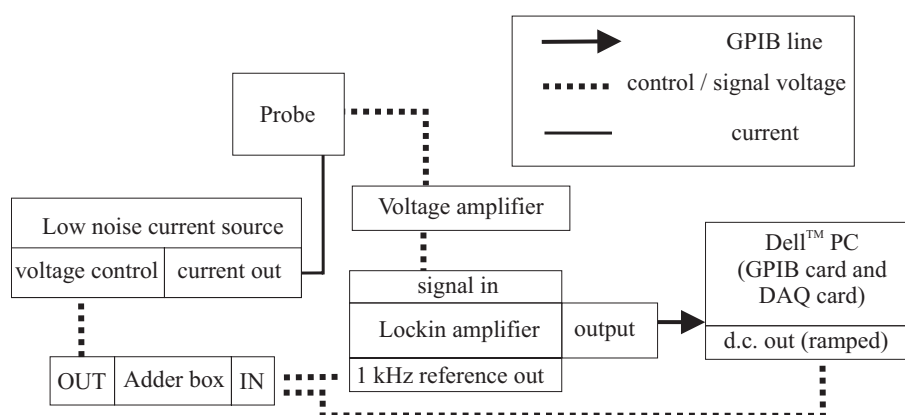 GPIB line
control / signal voltage
current
Probe
Voltage amplifier
Low noise current source
voltage control
current out
signal in
Lockin amplifier
output
1 kHz reference out
Dell™ PC
(GPIB card and
DAQ card)
d.c. out (ramped)
OUT
Adder box
IN